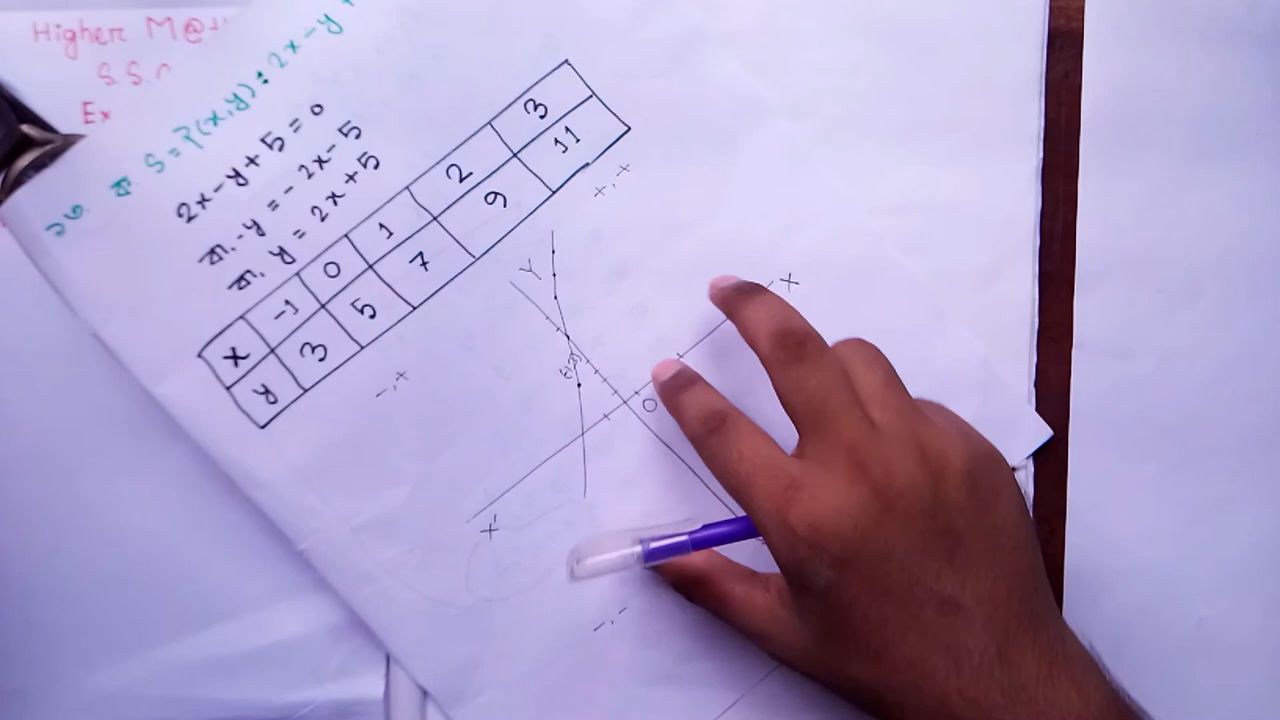 Higher M@
S.S.
Ex
২৬. ক S = {(x,y) : 2x - y +
2x - y + 5 = 0
বা, -y = - 2x - 5
বা, y = 2x + 5
x -1 0 1 2 3
y 3 5 7 9 11
-,+
+,+
Y
X
O
X'
-,-